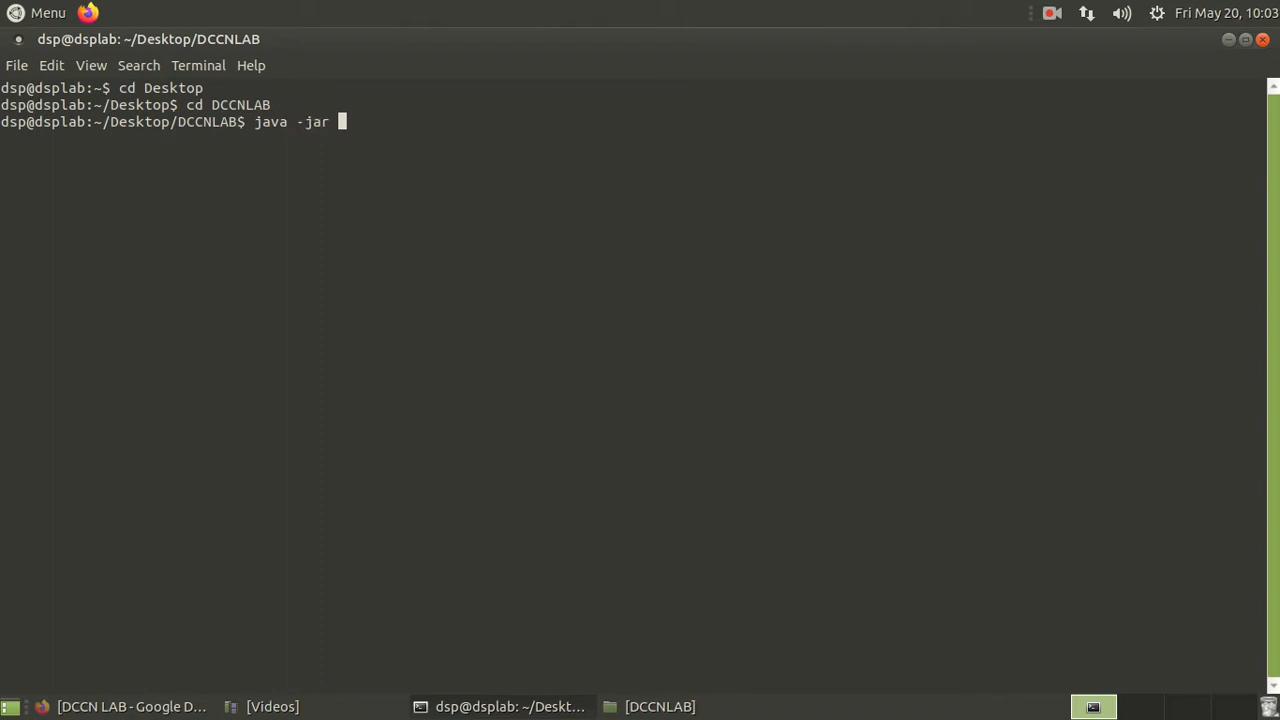 Menu
Fri May 20, 10:03
dsp@dsplab: ~/Desktop/DCCNLAB
File Edit View Search Terminal Help
dsp@dsplab:~$ cd Desktop
dsp@dsplab:~/Desktop$ cd DCCNLAB
dsp@dsplab:~/Desktop/DCCNLAB$ java -jar
[DCCN LAB - Google D... [Videos] dsp@dsplab: ~/Deskt... [DCCNLAB]